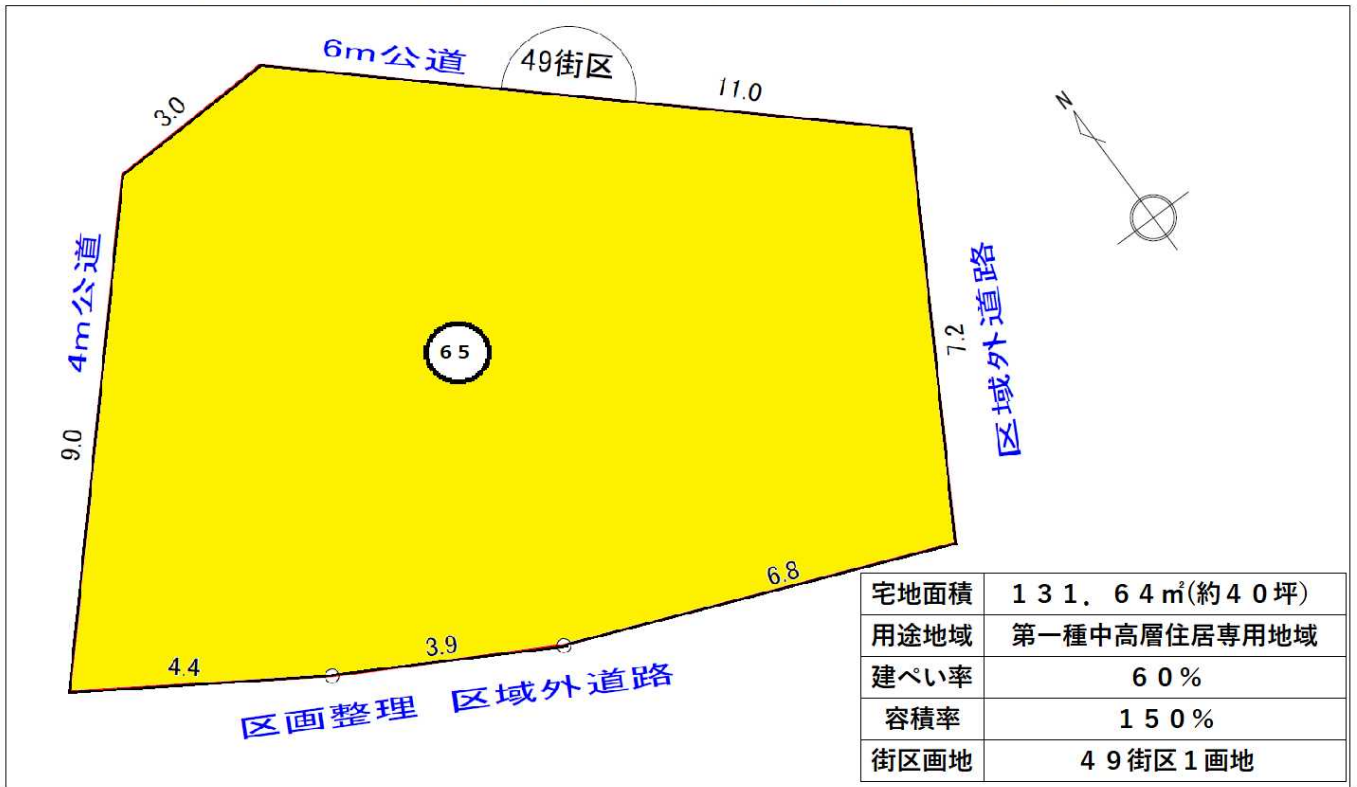 6m公道
49街区
11.0
3.0
N
4m公道
65
区域外道路
7.2
9.0
6.8
3.9
4.4
区画整理 区域外道路
宅地面積 131.64㎡(約40坪)
用途地域 第一種中高層住居専用地域
建ぺい率 60%
容積率 150%
街区画地 49街区1画地